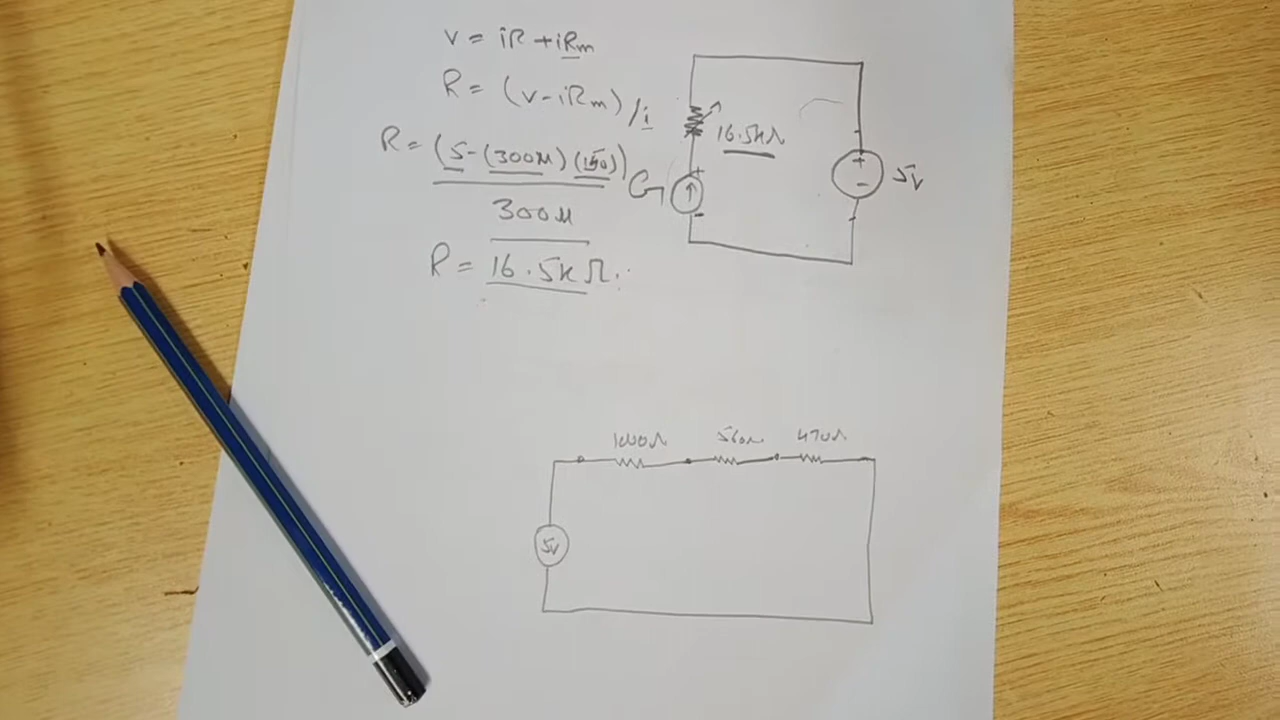 V = iR + iRm
R = (V - iRm) / i
R = (5 - (300μ)(150))
300μ
R = 16.5kΩ
16.5kΩ
G
+
-
+
-
5V
1000Ω 560Ω 470Ω
5V